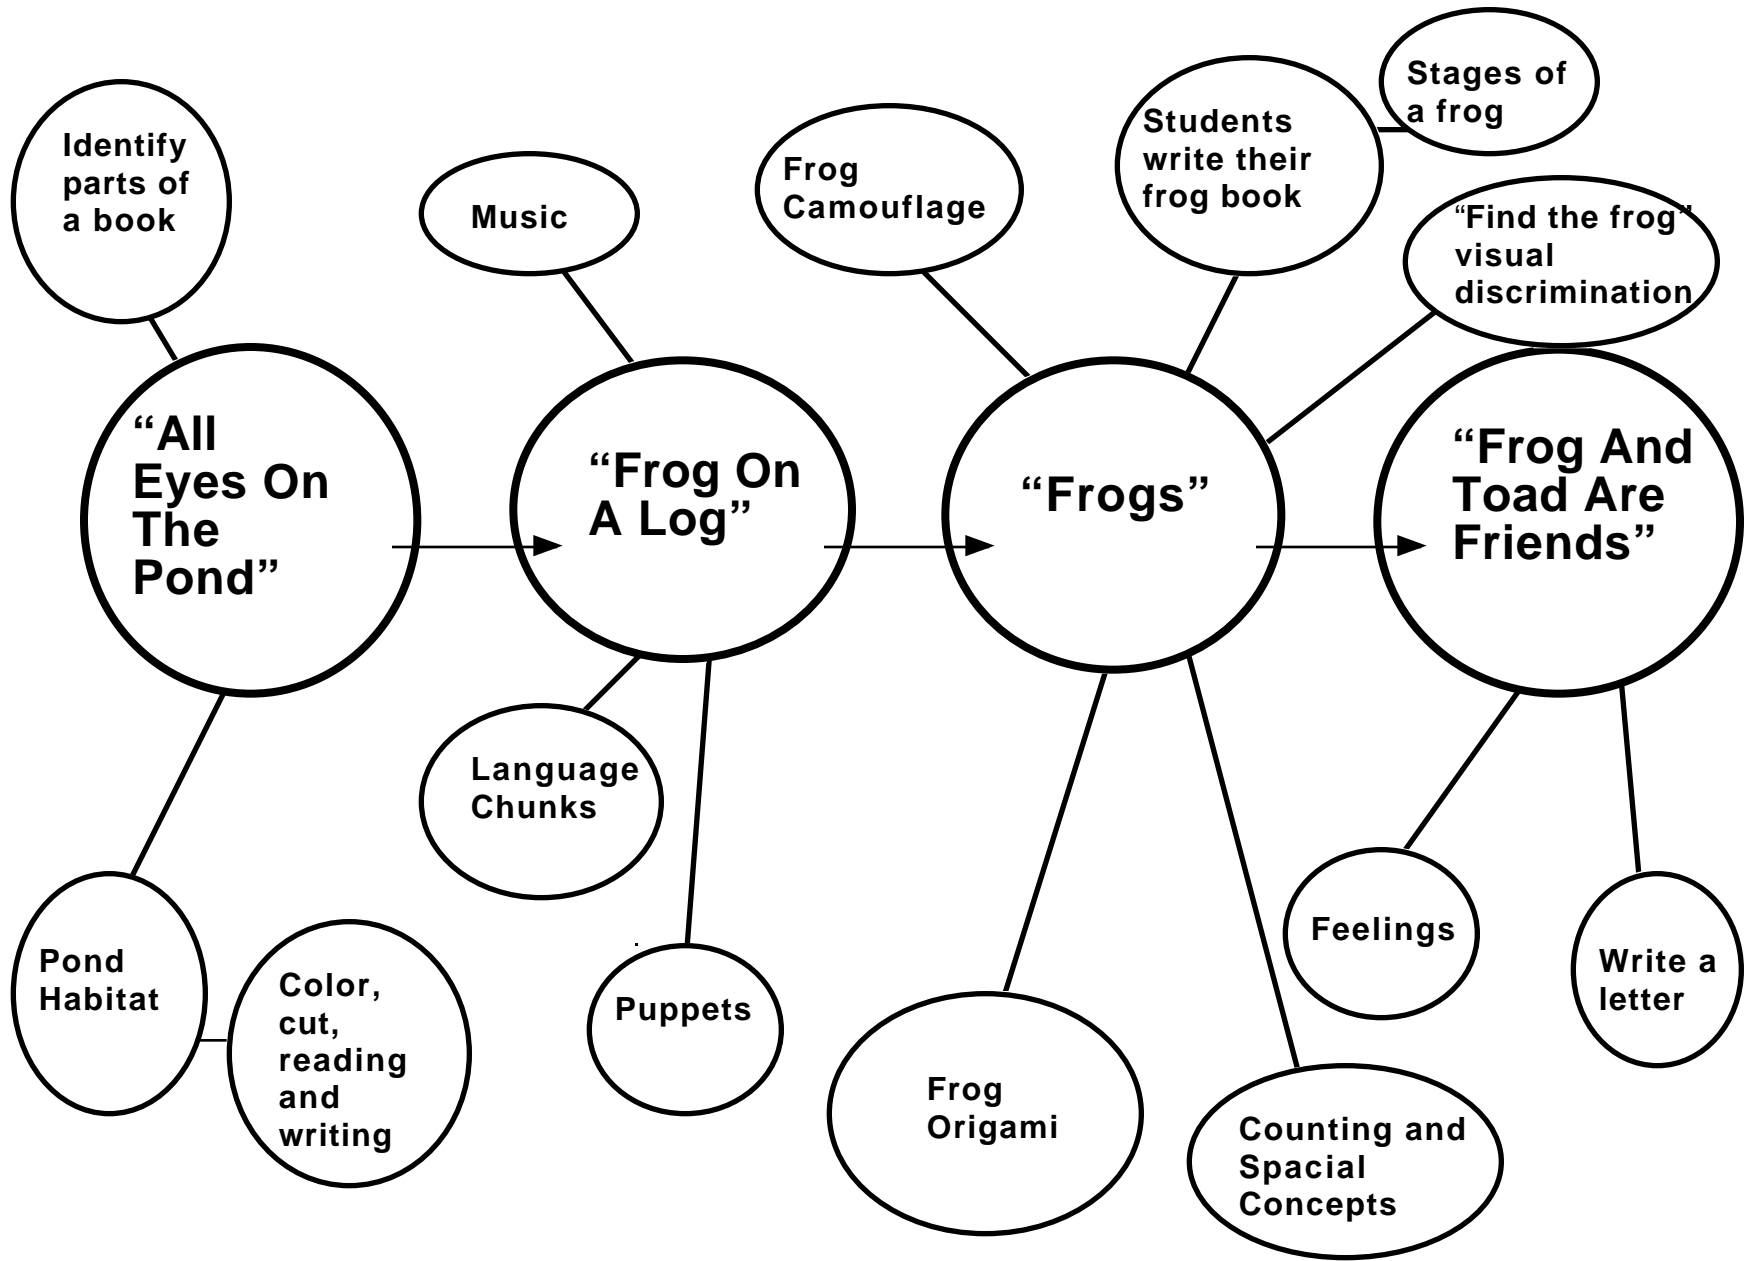 Identify
parts of
a book
Music
Frog
Camouflage
Students
write their
frog book
Stages of
a frog
“Find the frog”
visual
discrimination
“All
Eyes On
The
Pond”
“Frog On
A Log”
“Frogs”
“Frog And
Toad Are
Friends”
Language
Chunks
Pond
Habitat
Color,
cut,
reading
and
writing
Puppets
Frog
Origami
Counting and
Spacial
Concepts
Feelings
Write a
letter